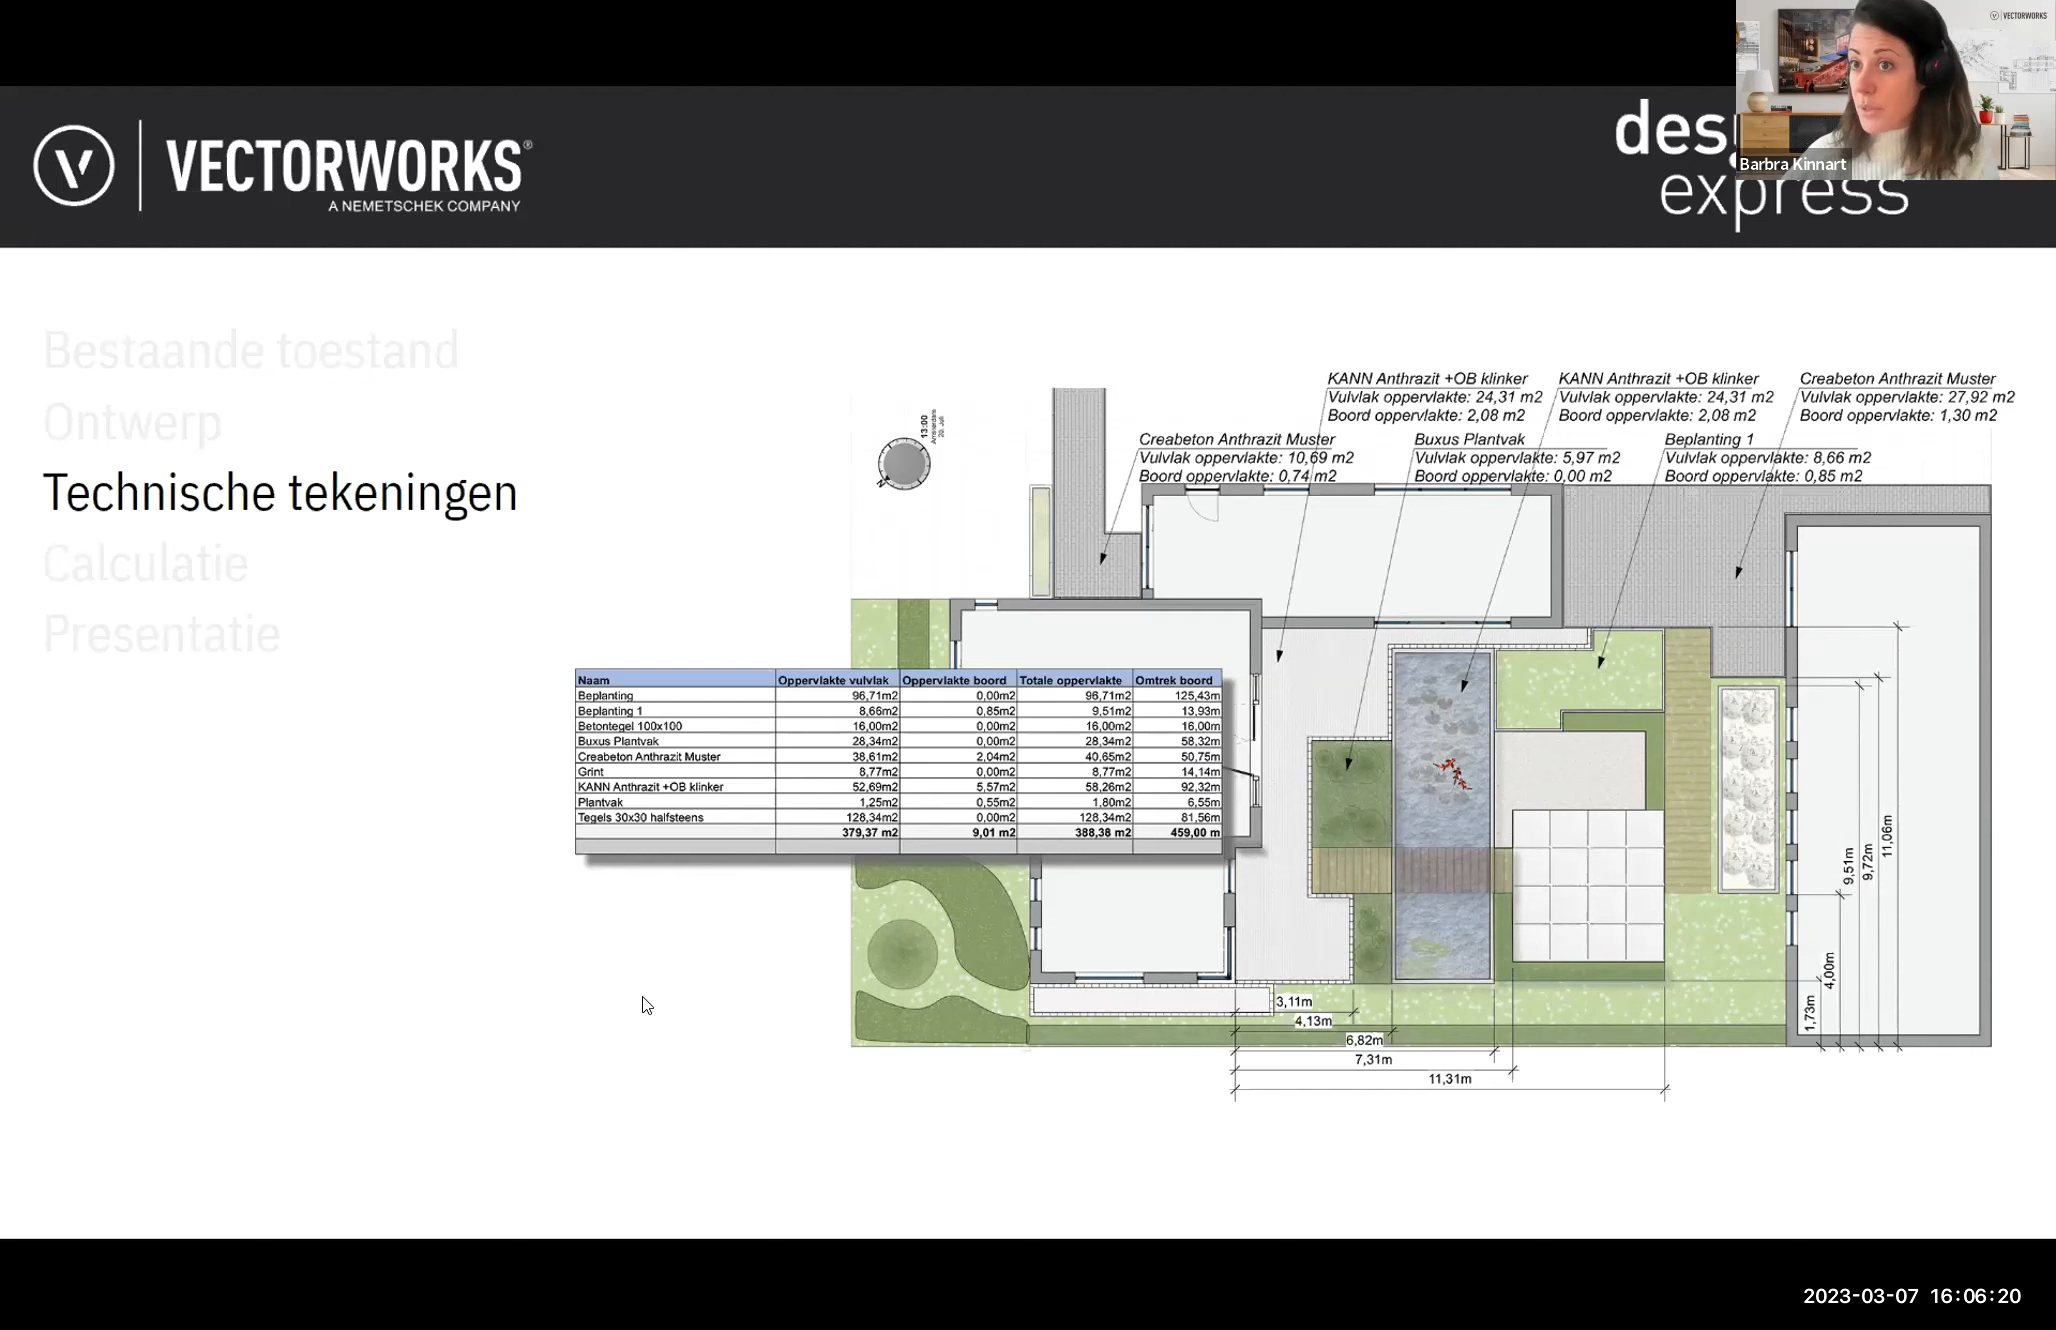 VECTORWORKS
VECTORWORKS®
A NEMETSCHEK COMPANY
express
Barbra Kinnart
Bestaande toestand
Ontwerp
Technische tekeningen
Calculatie
Presentatie
13:00
N
KANN Anthrazit +OB klinker
Vulvlak oppervlakte: 24,31 m2
Boord oppervlakte: 2,08 m2
KANN Anthrazit +OB klinker
Vulvlak oppervlakte: 24,31 m2
Boord oppervlakte: 2,08 m2
Creabeton Anthrazit Muster
Vulvlak oppervlakte: 27,92 m2
Boord oppervlakte: 1,30 m2
Creabeton Anthrazit Muster
Vulvlak oppervlakte: 10,69 m2
Boord oppervlakte: 0,74 m2
Buxus Plantvak
Vulvlak oppervlakte: 5,97 m2
Boord oppervlakte: 0,00 m2
Beplanting 1
Vulvlak oppervlakte: 8,66 m2
Boord oppervlakte: 0,85 m2
Naam Oppervlakte vulvlak Oppervlakte boord Totale oppervlakte Omtrek boord
Beplanting 96,71m2 0,00m2 96,71m2 125,43m
Beplanting 1 8,66m2 0,85m2 9,51m2 13,93m
Betontegel 100x100 16,00m2 0,00m2 16,00m2 16,00m
Buxus Plantvak 28,34m2 0,00m2 28,34m2 58,32m
Creabeton Anthrazit Muster 38,61m2 2,04m2 40,65m2 50,75m
Grint 8,77m2 0,00m2 8,77m2 14,14m
KANN Anthrazit +OB klinker 52,69m2 5,57m2 58,26m2 92,32m
Plantvak 1,25m2 0,55m2 1,80m2 6,55m
Tegels 30x30 halfsteens 128,34m2 0,00m2 128,34m2 81,56m
379,37 m2 9,01 m2 388,38 m2 459,00 m
3,11m
4,13m
6,82m
7,31m
11,31m
1,73m
4,00m
9,51m
9,72m
11,06m
2023-03-07 16:06:20